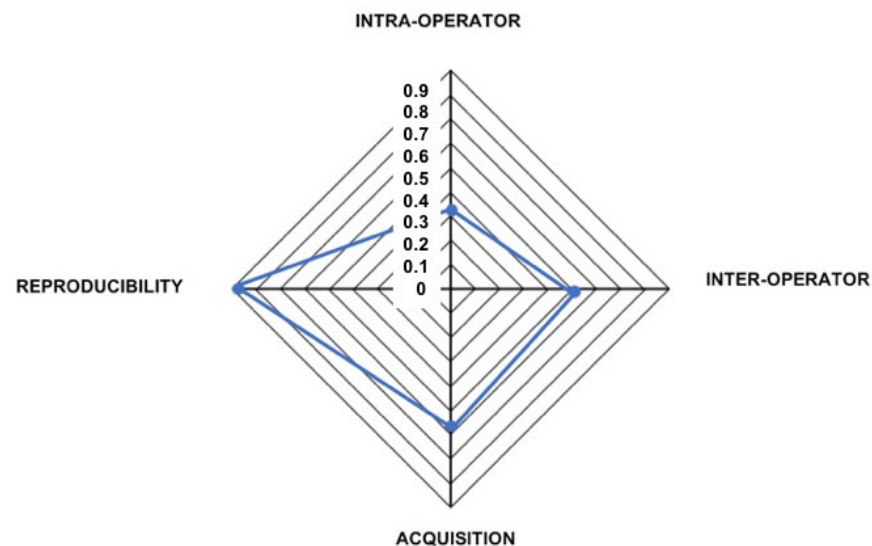 INTRA-OPERATOR
0.9
0.8
0.7
0.6
0.5
0.4
0.3
0.2
0.1
0
REPRODUCIBILITY
INTER-OPERATOR
ACQUISITION